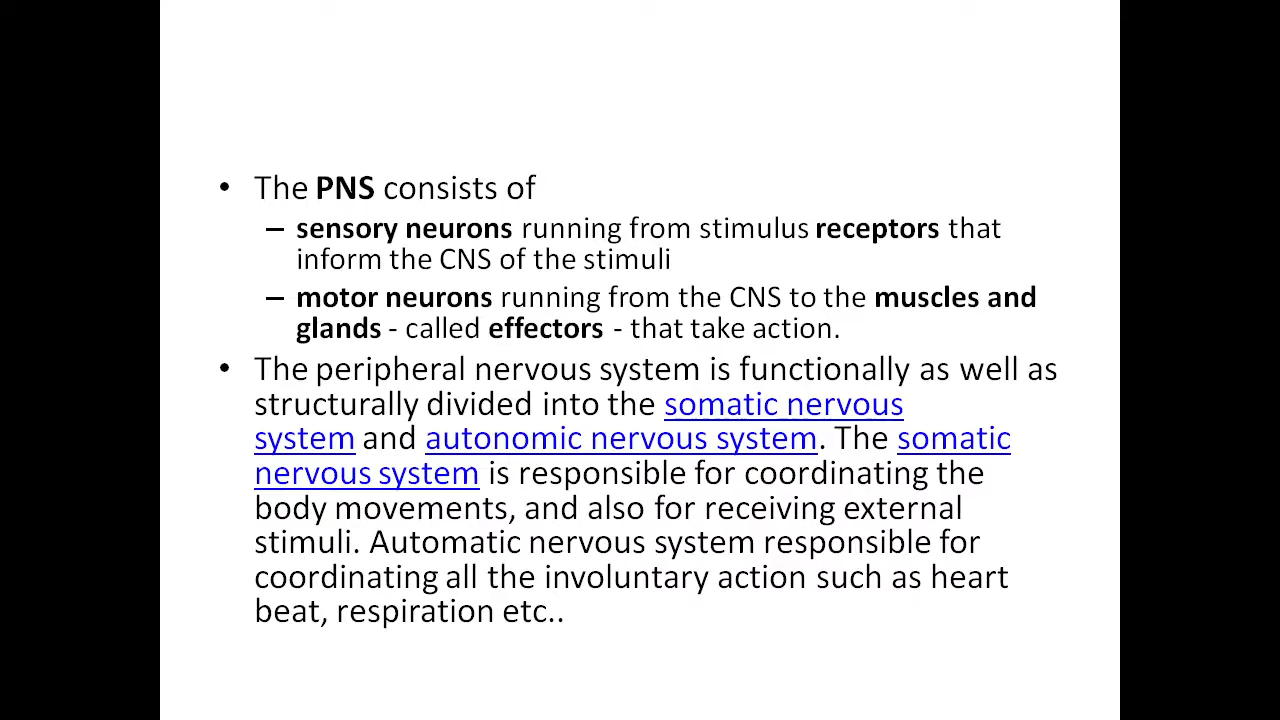 • The PNS consists of
– sensory neurons running from stimulus receptors that
inform the CNS of the stimuli
– motor neurons running from the CNS to the muscles and
glands - called effectors - that take action.
• The peripheral nervous system is functionally as well as
structurally divided into the somatic nervous
system and autonomic nervous system. The somatic
nervous system is responsible for coordinating the
body movements, and also for receiving external
stimuli. Automatic nervous system responsible for
coordinating all the involuntary action such as heart
beat, respiration etc..